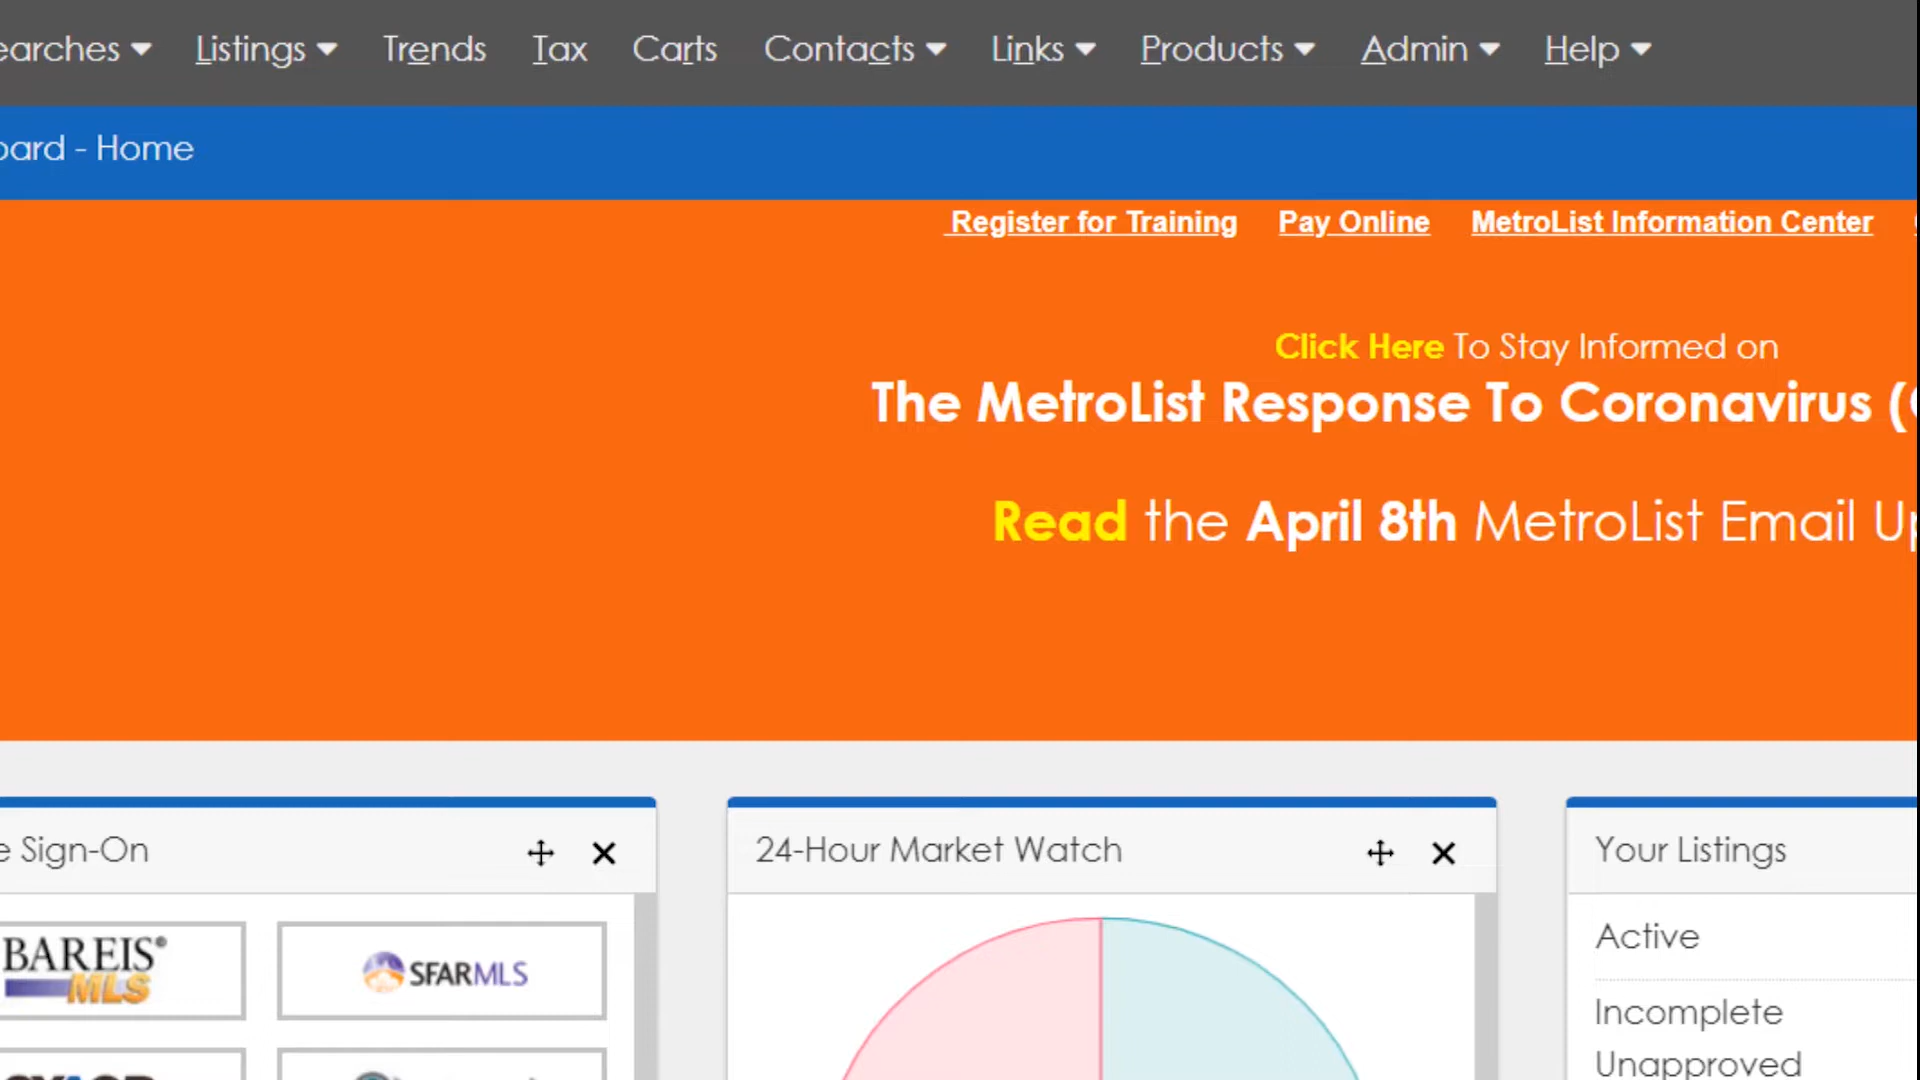 earches Listings Trends Tax Carts Contacts Links Products Admin Help
oard - Home
Register for Training Pay Online MetroList Information Center
Click Here To Stay Informed on
The MetroList Response To Coronavirus (
Read the April 8th MetroList Email Up
e Sign-On
24-Hour Market Watch
Your Listings
BAREIS®
MLS
SFARMLS
Active
Incomplete
Unapproved